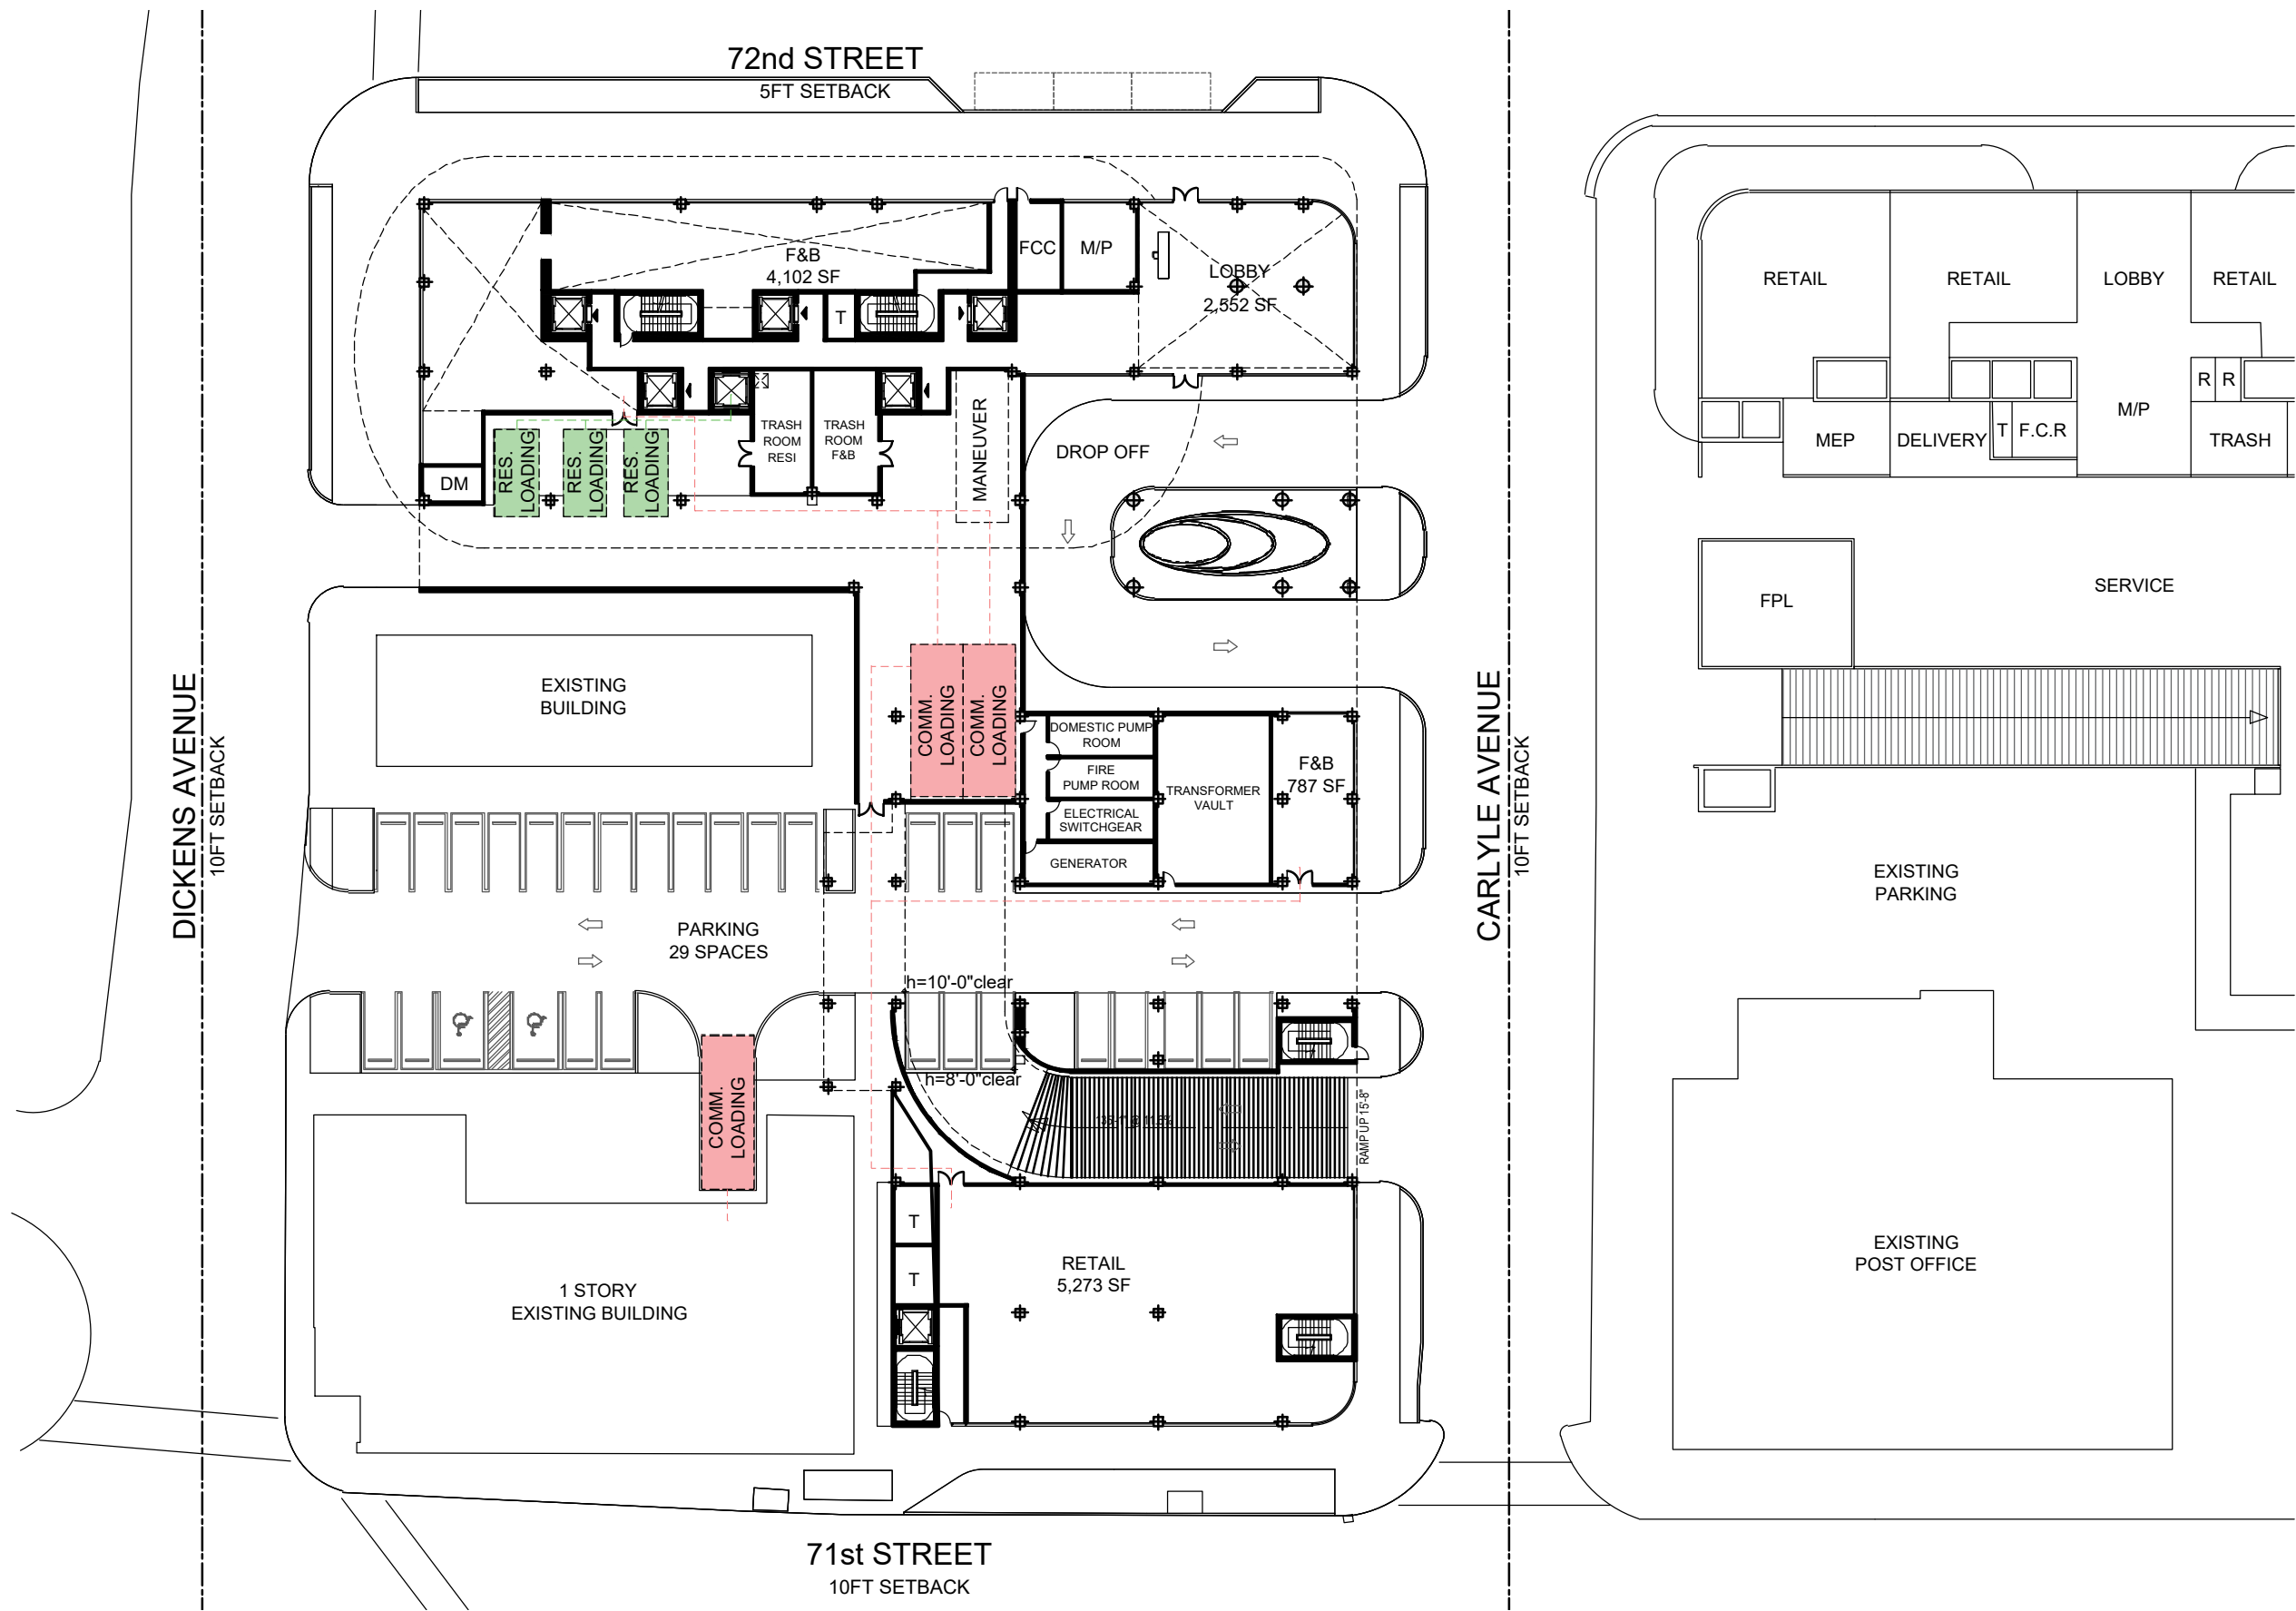 72nd STREET
5FT SETBACK
F&B
4,102 SF
FCC
M/P
LOBBY
2,552 SF
T
TRASH
ROOM
RESI
TRASH
ROOM
F&B
MANEUVER
DROP OFF
DM
RES.
LOADING
RES.
LOADING
RES.
LOADING
RETAIL
RETAIL
LOBBY
RETAIL
R
R
M/P
MEP
DELIVERY
T
F.C.R
TRASH
FPL
SERVICE
EXISTING
BUILDING
COMM.
LOADING
COMM.
LOADING
DOMESTIC PUMP
ROOM
FIRE
PUMP ROOM
ELECTRICAL
SWITCHGEAR
GENERATOR
TRANSFORMER
VAULT
F&B
787 SF
DICKENS AVENUE
10FT SETBACK
CARLYLE AVENUE
10FT SETBACK
EXISTING
PARKING
PARKING
29 SPACES
h=10'-0"clear
h=8'-0"clear
COMM.
LOADING
RAMP UP 15'-8"
T
T
RETAIL
5,273 SF
1 STORY
EXISTING BUILDING
EXISTING
POST OFFICE
71st STREET
10FT SETBACK